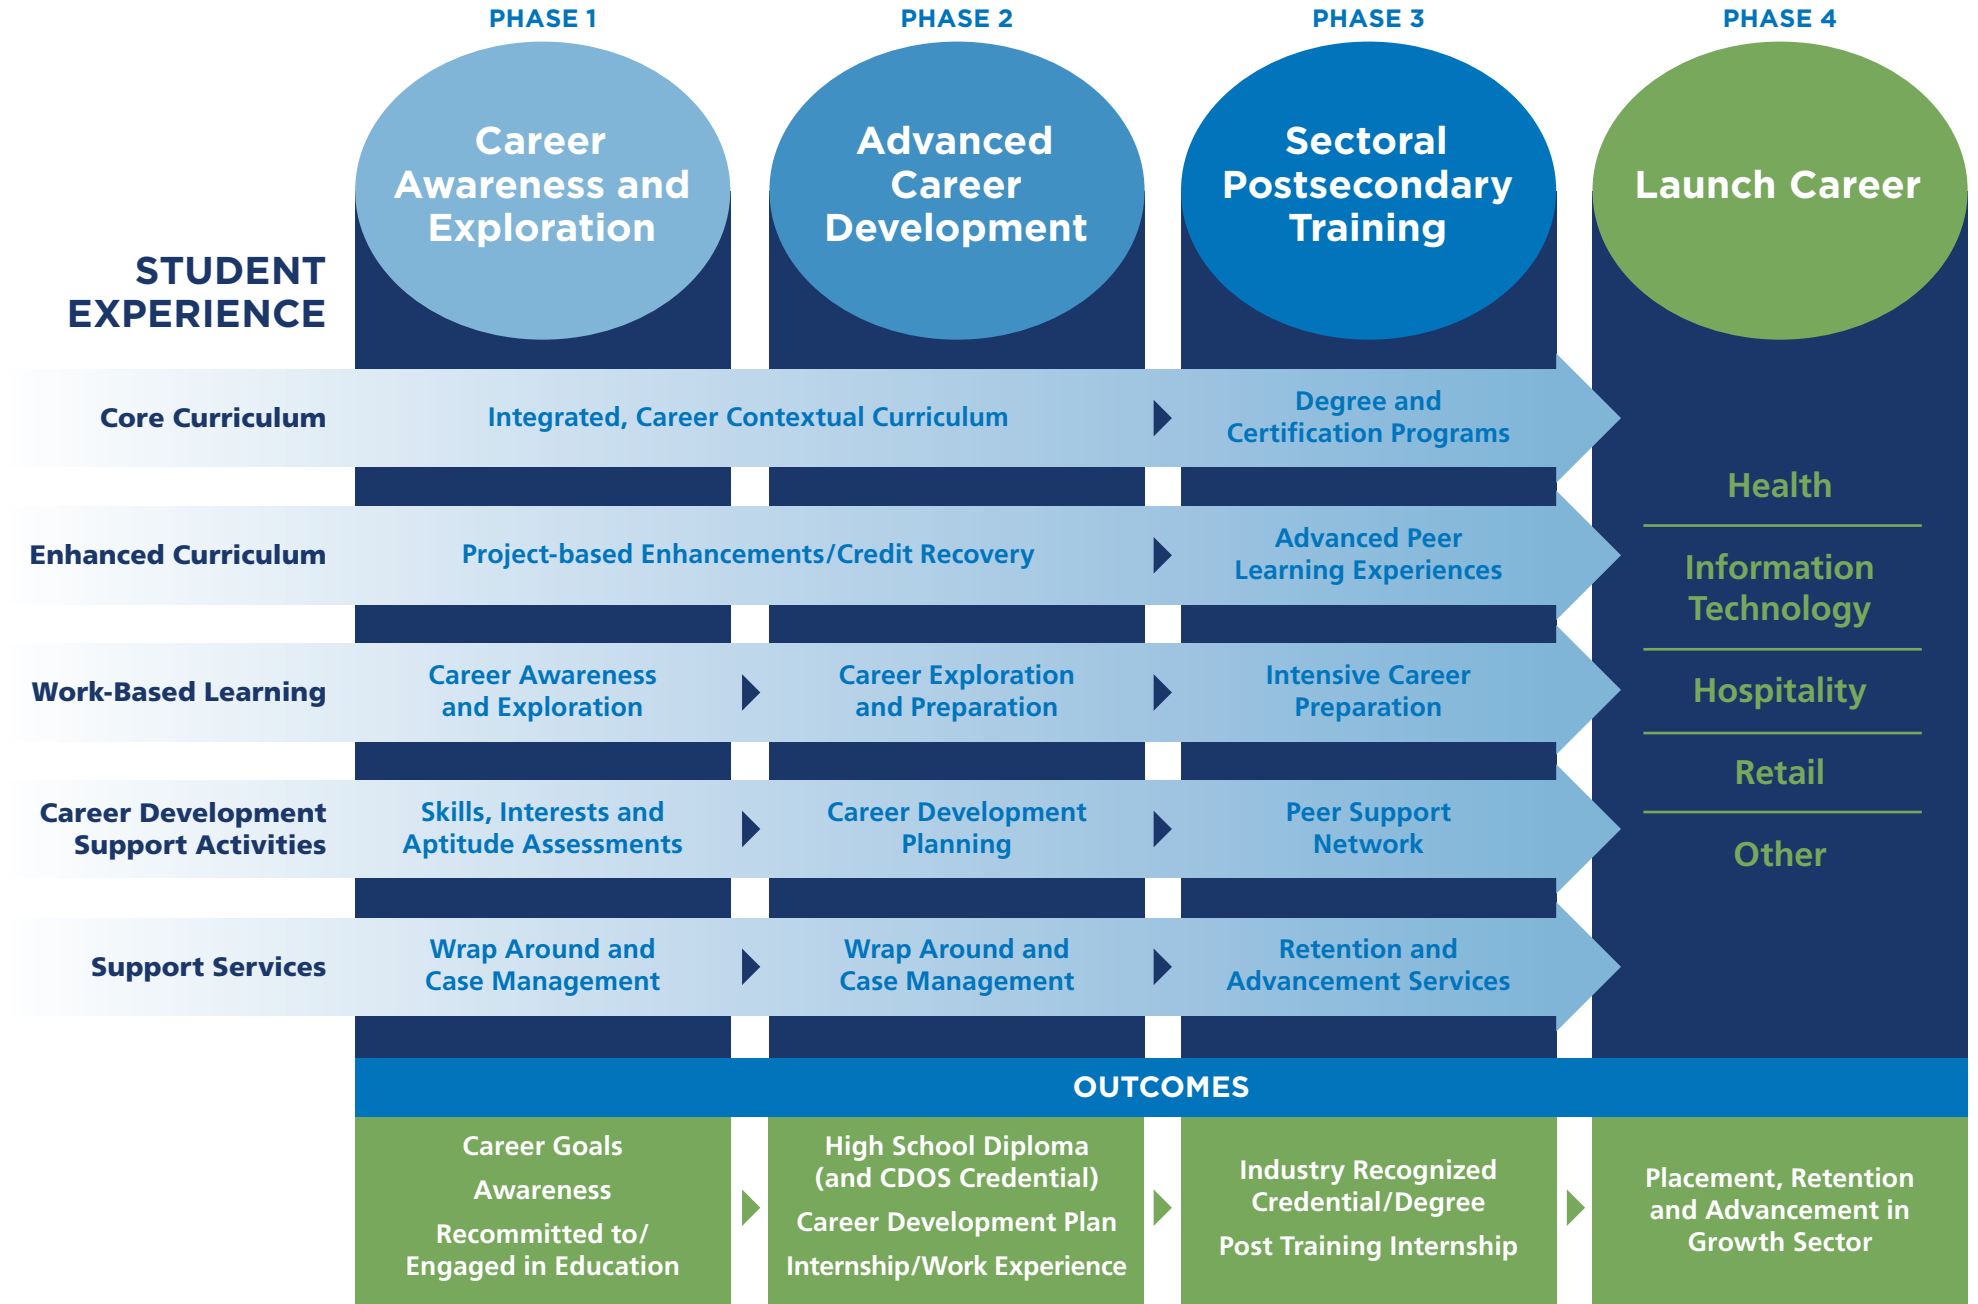 PHASE 1
PHASE 2
PHASE 3
PHASE 4
Career
Awareness and
Exploration
Advanced
Career
Development
Sectoral
Postsecondary
Training
Launch Career
STUDENT
EXPERIENCE
Core Curriculum
Integrated, Career Contextual Curriculum
Degree and
Certification Programs
Enhanced Curriculum
Project-based Enhancements/Credit Recovery
Advanced Peer
Learning Experiences
Work-Based Learning
Career Awareness
and Exploration
Career Exploration
and Preparation
Intensive Career
Preparation
Career Development
Support Activities
Skills, Interests and
Aptitude Assessments
Career Development
Planning
Peer Support
Network
Support Services
Wrap Around and
Case Management
Wrap Around and
Case Management
Retention and
Advancement Services
Health
Information
Technology
Hospitality
Retail
Other
OUTCOMES
Career Goals
Awareness
Recommitted to/
Engaged in Education
High School Diploma
(and CDOS Credential)
Career Development Plan
Internship/Work Experience
Industry Recognized
Credential/Degree
Post Training Internship
Placement, Retention
and Advancement in
Growth Sector